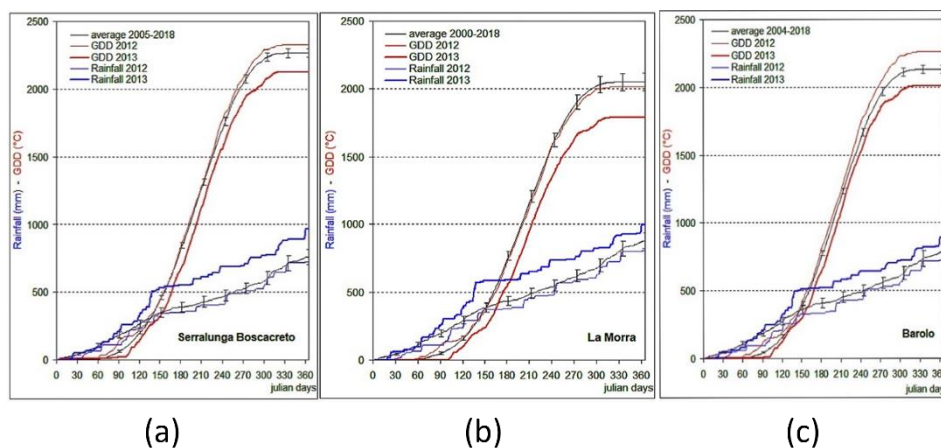 2500
2000
1500
1000
500
0
Rainfall (mm) - GDD (°C)
average 2005-2018
GDD 2012
GDD 2013
Rainfall 2012
Rainfall 2013
Serralunga Boscareto
0 30 60 90 120 150 180 210 240 270 300 330 360
julian days
(a)
2500
2000
1500
1000
500
0
Rainfall (mm) - GDD (°C)
average 2000-2018
GDD 2012
GDD 2013
Rainfall 2012
Rainfall 2013
La Morra
0 30 60 90 120 150 180 210 240 270 300 330 360
julian days
(b)
2500
2000
1500
1000
500
0
Rainfall (mm) - GDD (°C)
average 2004-2018
GDD 2012
GDD 2013
Rainfall 2012
Rainfall 2013
Barolo
0 30 60 90 120 150 180 210 240 270 300 330 360
julian days
(c)